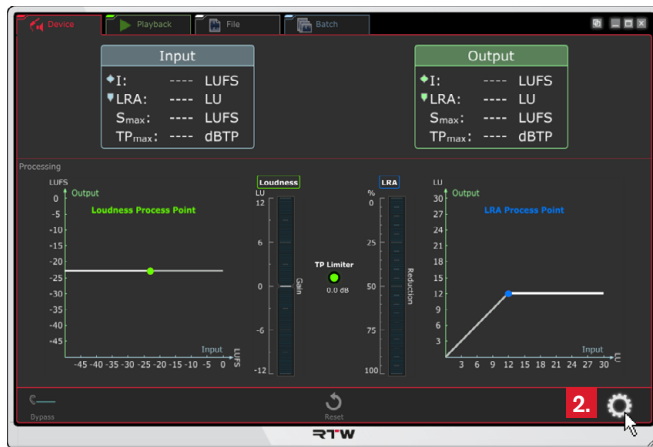 Device
Playback
File
Batch
Input
I: ---- LUFS
LRA: ---- LU
Smax: ---- LUFS
TPmax: ---- dBTP
Output
I: ---- LUFS
LRA: ---- LU
Smax: ---- LUFS
TPmax: ---- dBTP
Processing
LUFS
Output
Loudness Process Point
0
-5
-10
-15
-20
-25
-30
-35
-40
-45
Input
-45 -40 -35 -30 -25 -20 -15 -10 -5 0
LUFS
Loudness
LU
12
6
0
-6
-12
Gain
TP Limiter
0.0 dB
LRA
%
0
25
50
75
100
Reduction
LU
Output
LRA Process Point
30
27
24
21
18
15
12
9
6
3
Input
3 6 9 12 15 18 21 24 27 30
LU
Bypass
Reset
2.
RTW